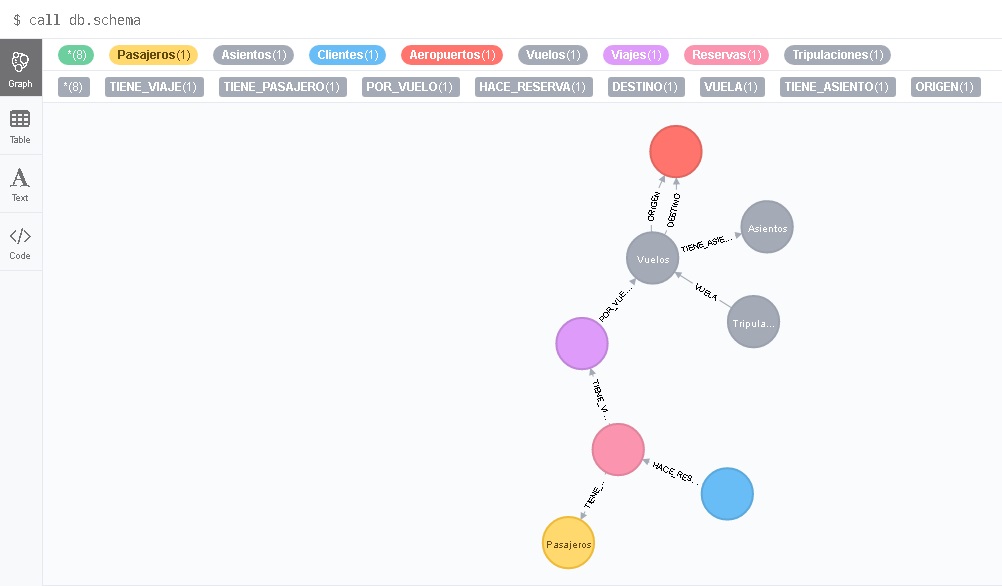 $ call db.schema
*(8) Pasajeros(1) Asientos(1) Clientes(1) Aeropuertos(1) Vuelos(1) Viajes(1) Reservas(1) Tripulaciones(1)
Graph
*(8) TIENE_VIAJE(1) TIENE_PASAJERO(1) POR_VUELO(1) HACE_RESERVA(1) DESTINO(1) VUELA(1) TIENE_ASIENTO(1) ORIGEN(1)
Table
Text
Code
ORIGEN
DESTINO
Asientos
TIENE_ASIE...
Vuelos
VUELA
POR_VUE...
Tripula...
TIENE_VI...
HACE_RES...
TIENE_...
Pasajeros